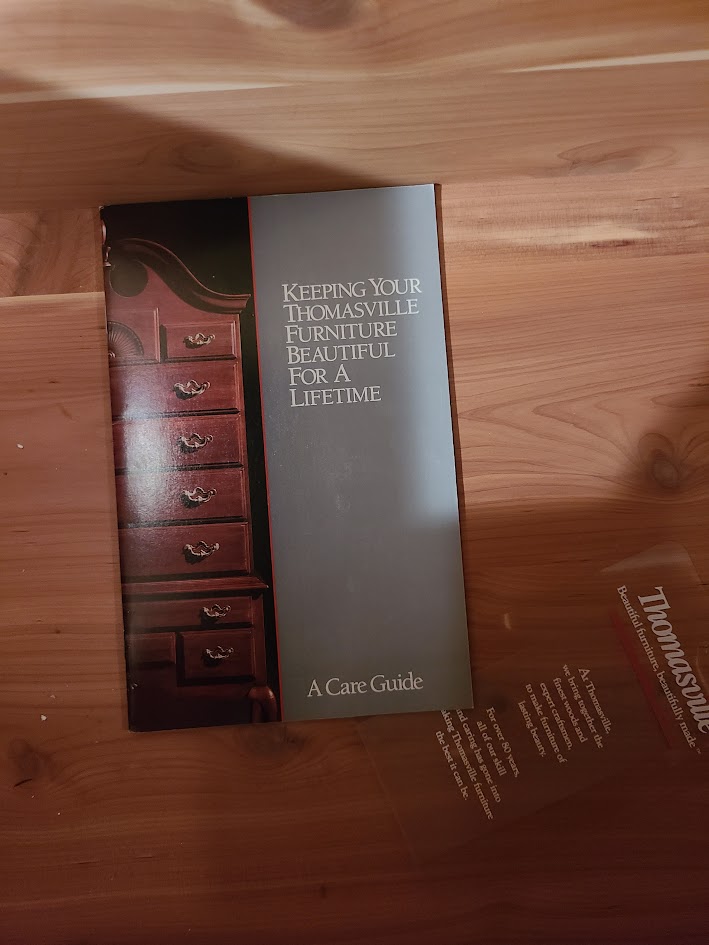 KEEPING YOUR
THOMASVILLE
FURNITURE
BEAUTIFUL
FOR A
LIFETIME
A Care Guide
Thomasville
Beautiful furniture, beautifully made –
At Thomasville,
we bring together the
finest wood and
expert craftsmen,
to make furniture of
lasting beauty.
For over 80 years,
all of our skill
and caring has gone into
making Thomasville furniture
the best it can be.